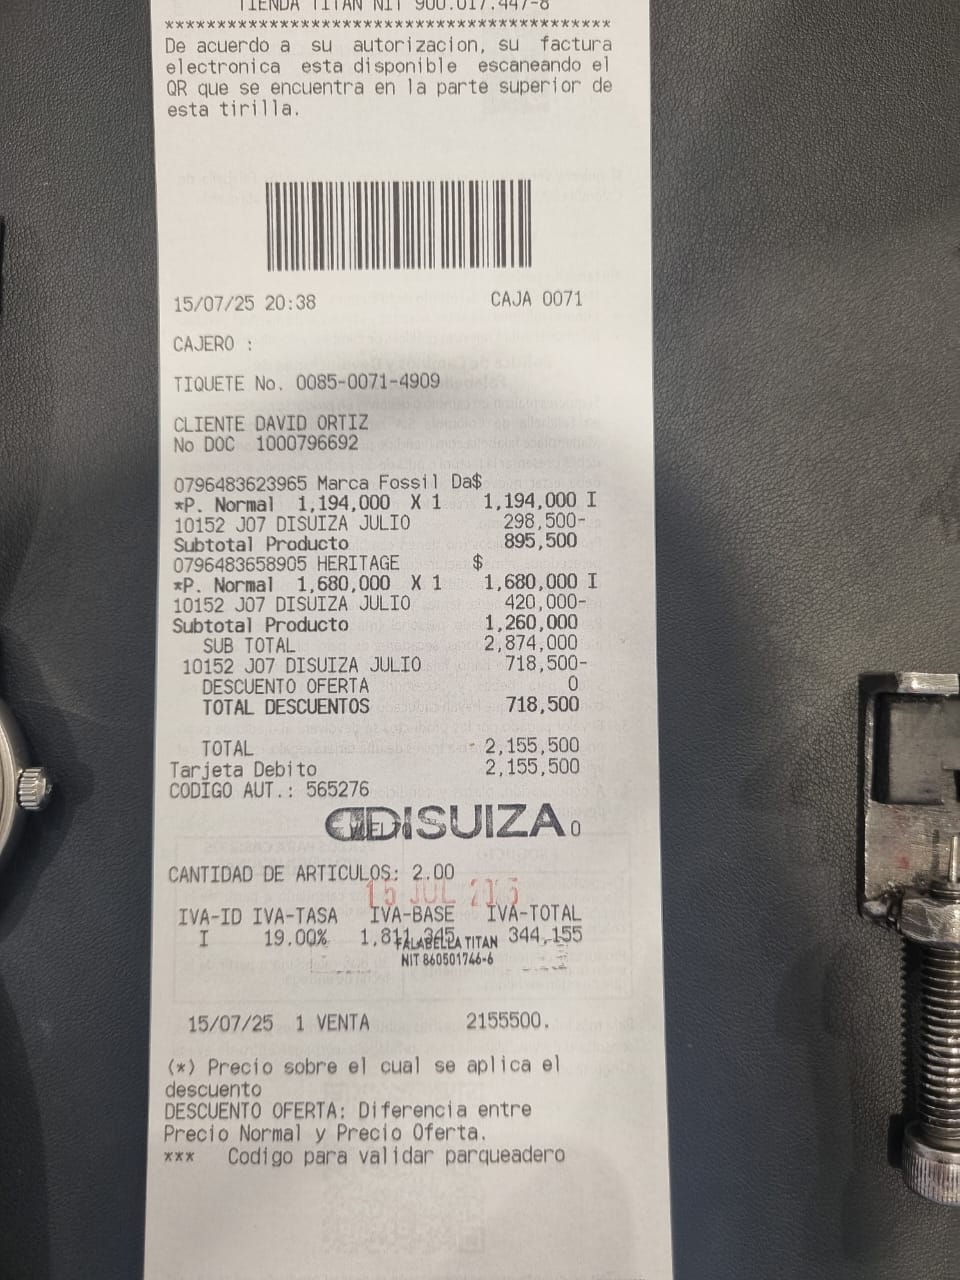 TIENDA TITAN NIT 900.017.447-8
*******************************************
De acuerdo a su autorizacion, su factura
electronica esta disponible escaneando el
QR que se encuentra en la parte superior de
esta tirilla.
15/07/25 20:38 CAJA 0071
CAJERO :
TIQUETE No. 0085-0071-4909
CLIENTE DAVID ORTIZ
No DOC 1000796692
0796483623965 Marca Fossil Da$
*P. Normal 1,194,000 X 1 1,194,000 I
10152 J07 DISUIZA JULIO 298,500-
Subtotal Producto 895,500
0796483658905 HERITAGE $
*P. Normal 1,680,000 X 1 1,680,000 I
10152 J07 DISUIZA JULIO 420,000-
Subtotal Producto 1,260,000
SUB TOTAL 2,874,000
10152 J07 DISUIZA JULIO 718,500-
DESCUENTO OFERTA 0
TOTAL DESCUENTOS 718,500
TOTAL 2,155,500
Tarjeta Debito 2,155,500
CODIGO AUT.: 565276
DISUIZA 0
CANTIDAD DE ARTICULOS: 2.00
15 JUL 2025
IVA-ID IVA-TASA IVA-BASE IVA-TOTAL
I 19.00% 1,811,345 344,155
FALABELLA TITAN
NIT 860501746-6
15/07/25 1 VENTA 2155500.
(*) Precio sobre el cual se aplica el
descuento
DESCUENTO OFERTA: Diferencia entre
Precio Normal y Precio Oferta.
*** Codigo para validar parqueadero